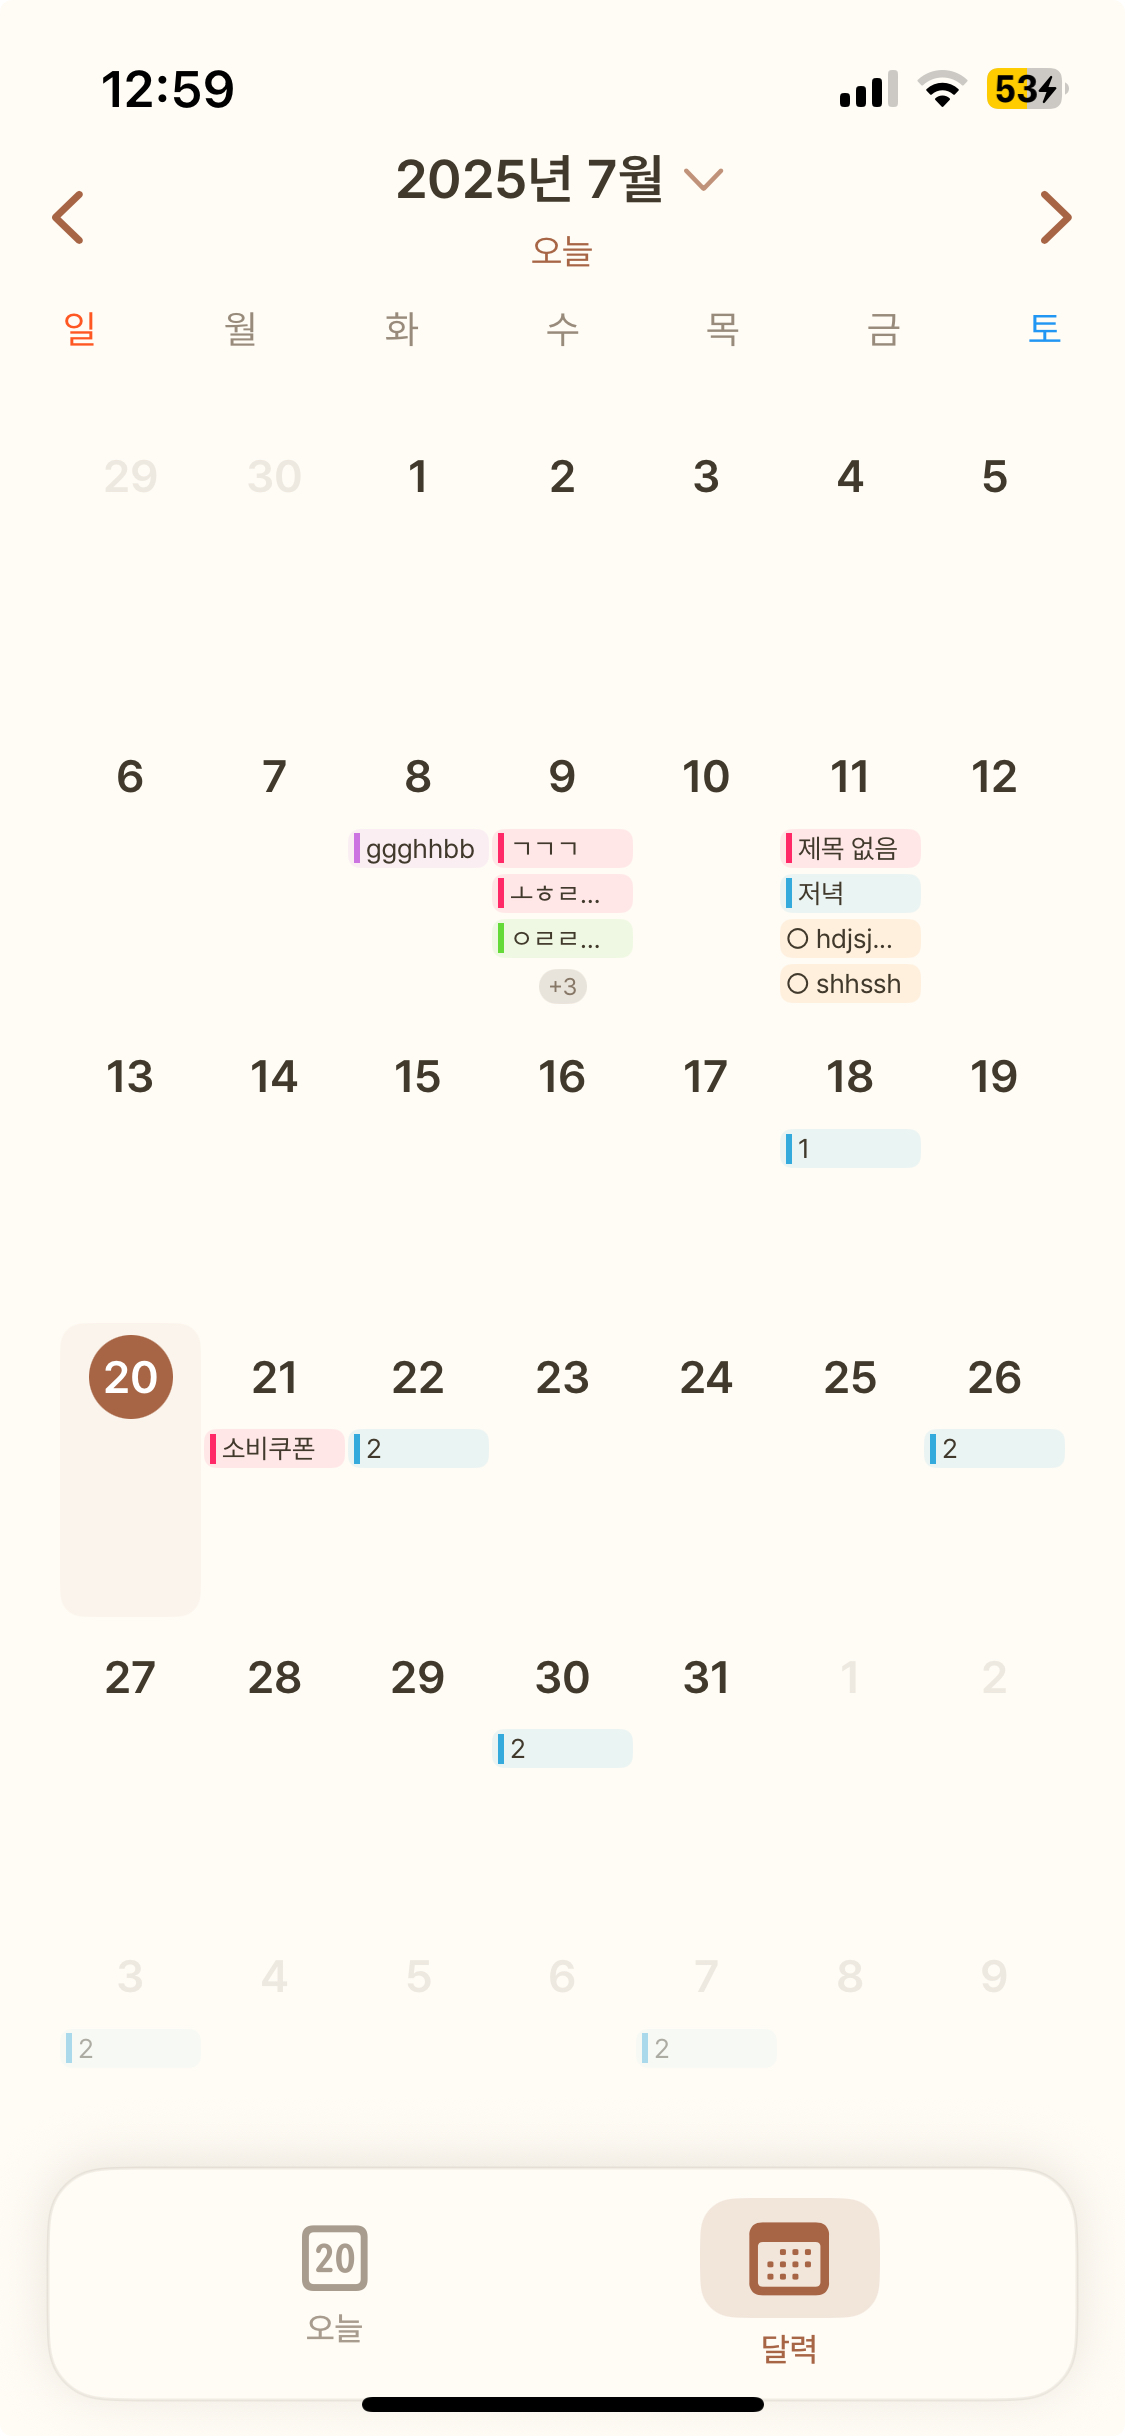 12:59
53
2025년 7월
오늘
일 월 화 수 목 금 토
29 30 1 2 3 4 5
6 7 8 9 10 11 12
ggghhbb ㄱㄱㄱ 제목 없음
ㅗㅎㄹ... 저녁
ㅇㄹㄹ... hdjsj...
+3 shhssh
13 14 15 16 17 18 19
1
20 21 22 23 24 25 26
소비쿠폰 2 2
27 28 29 30 31 1 2
2
3 4 5 6 7 8 9
2 2
20
오늘 달력